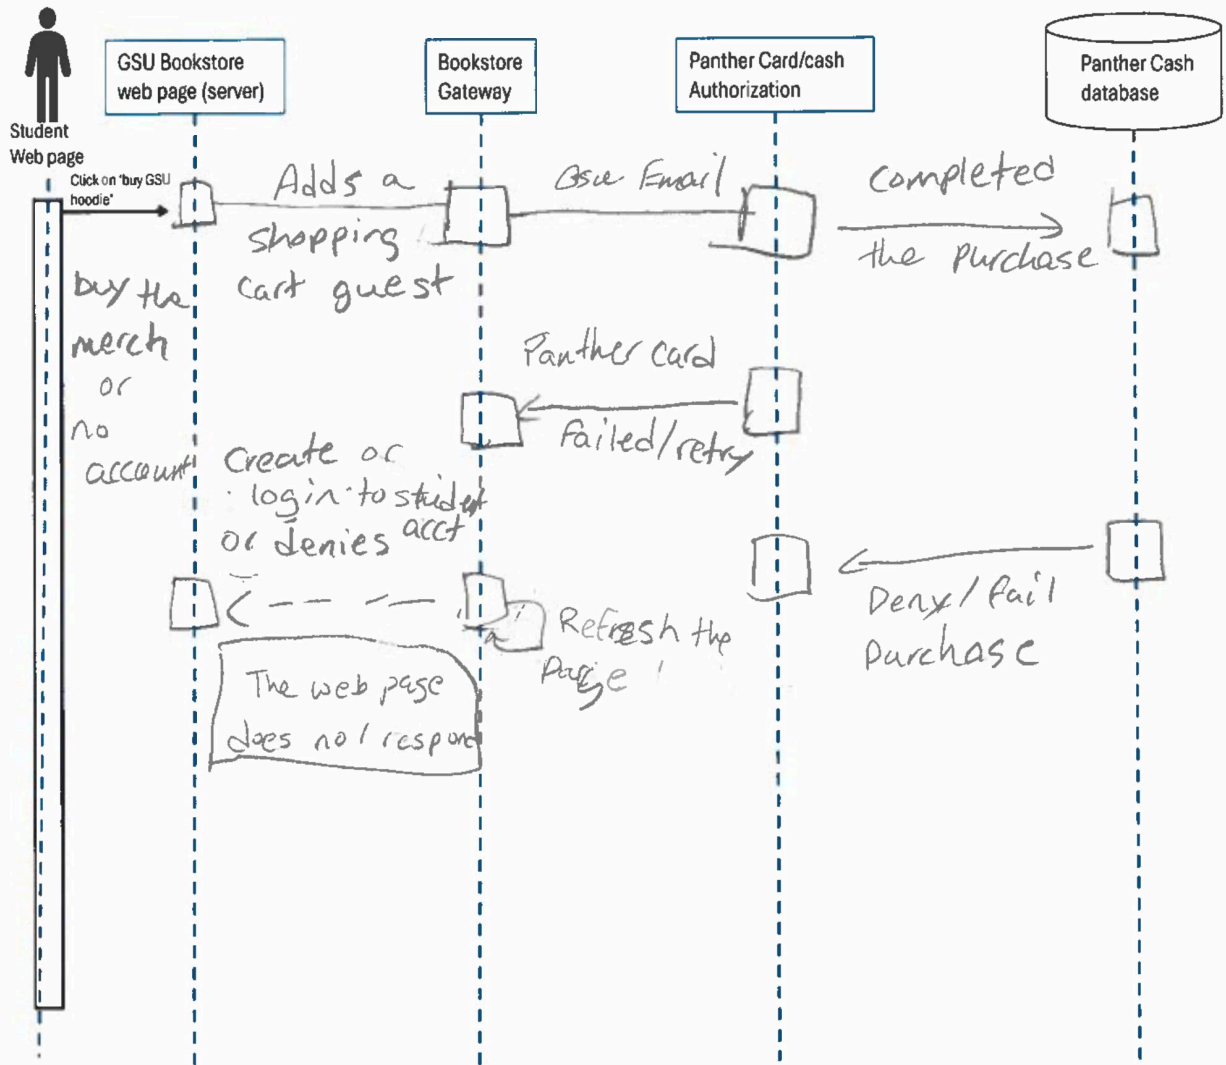 Student
Web page
GSU Bookstore
web page (server)
Bookstore
Gateway
Panther Card/cash
Authorization
Panther Cash
database
Click on 'buy GSU
hoodie'
Adds a
shopping
cart guest
Gsu Email
Completed
the purchase
buy the
merch
or
no
account
Panther card
Failed/retry
Create or
login to student
acct
or denies
Deny/fail
purchase
Refresh the
page
The web page
does not respond